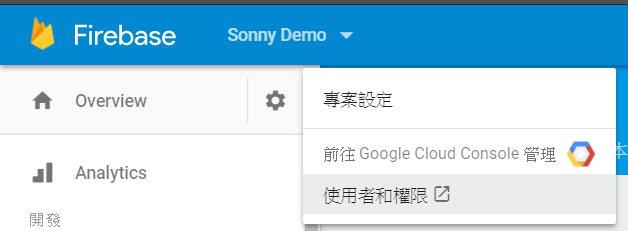 Firebase
Sonny Demo
Overview
專案設定
前往 Google Cloud Console 管理
本
Analytics
使用者和權限
開發